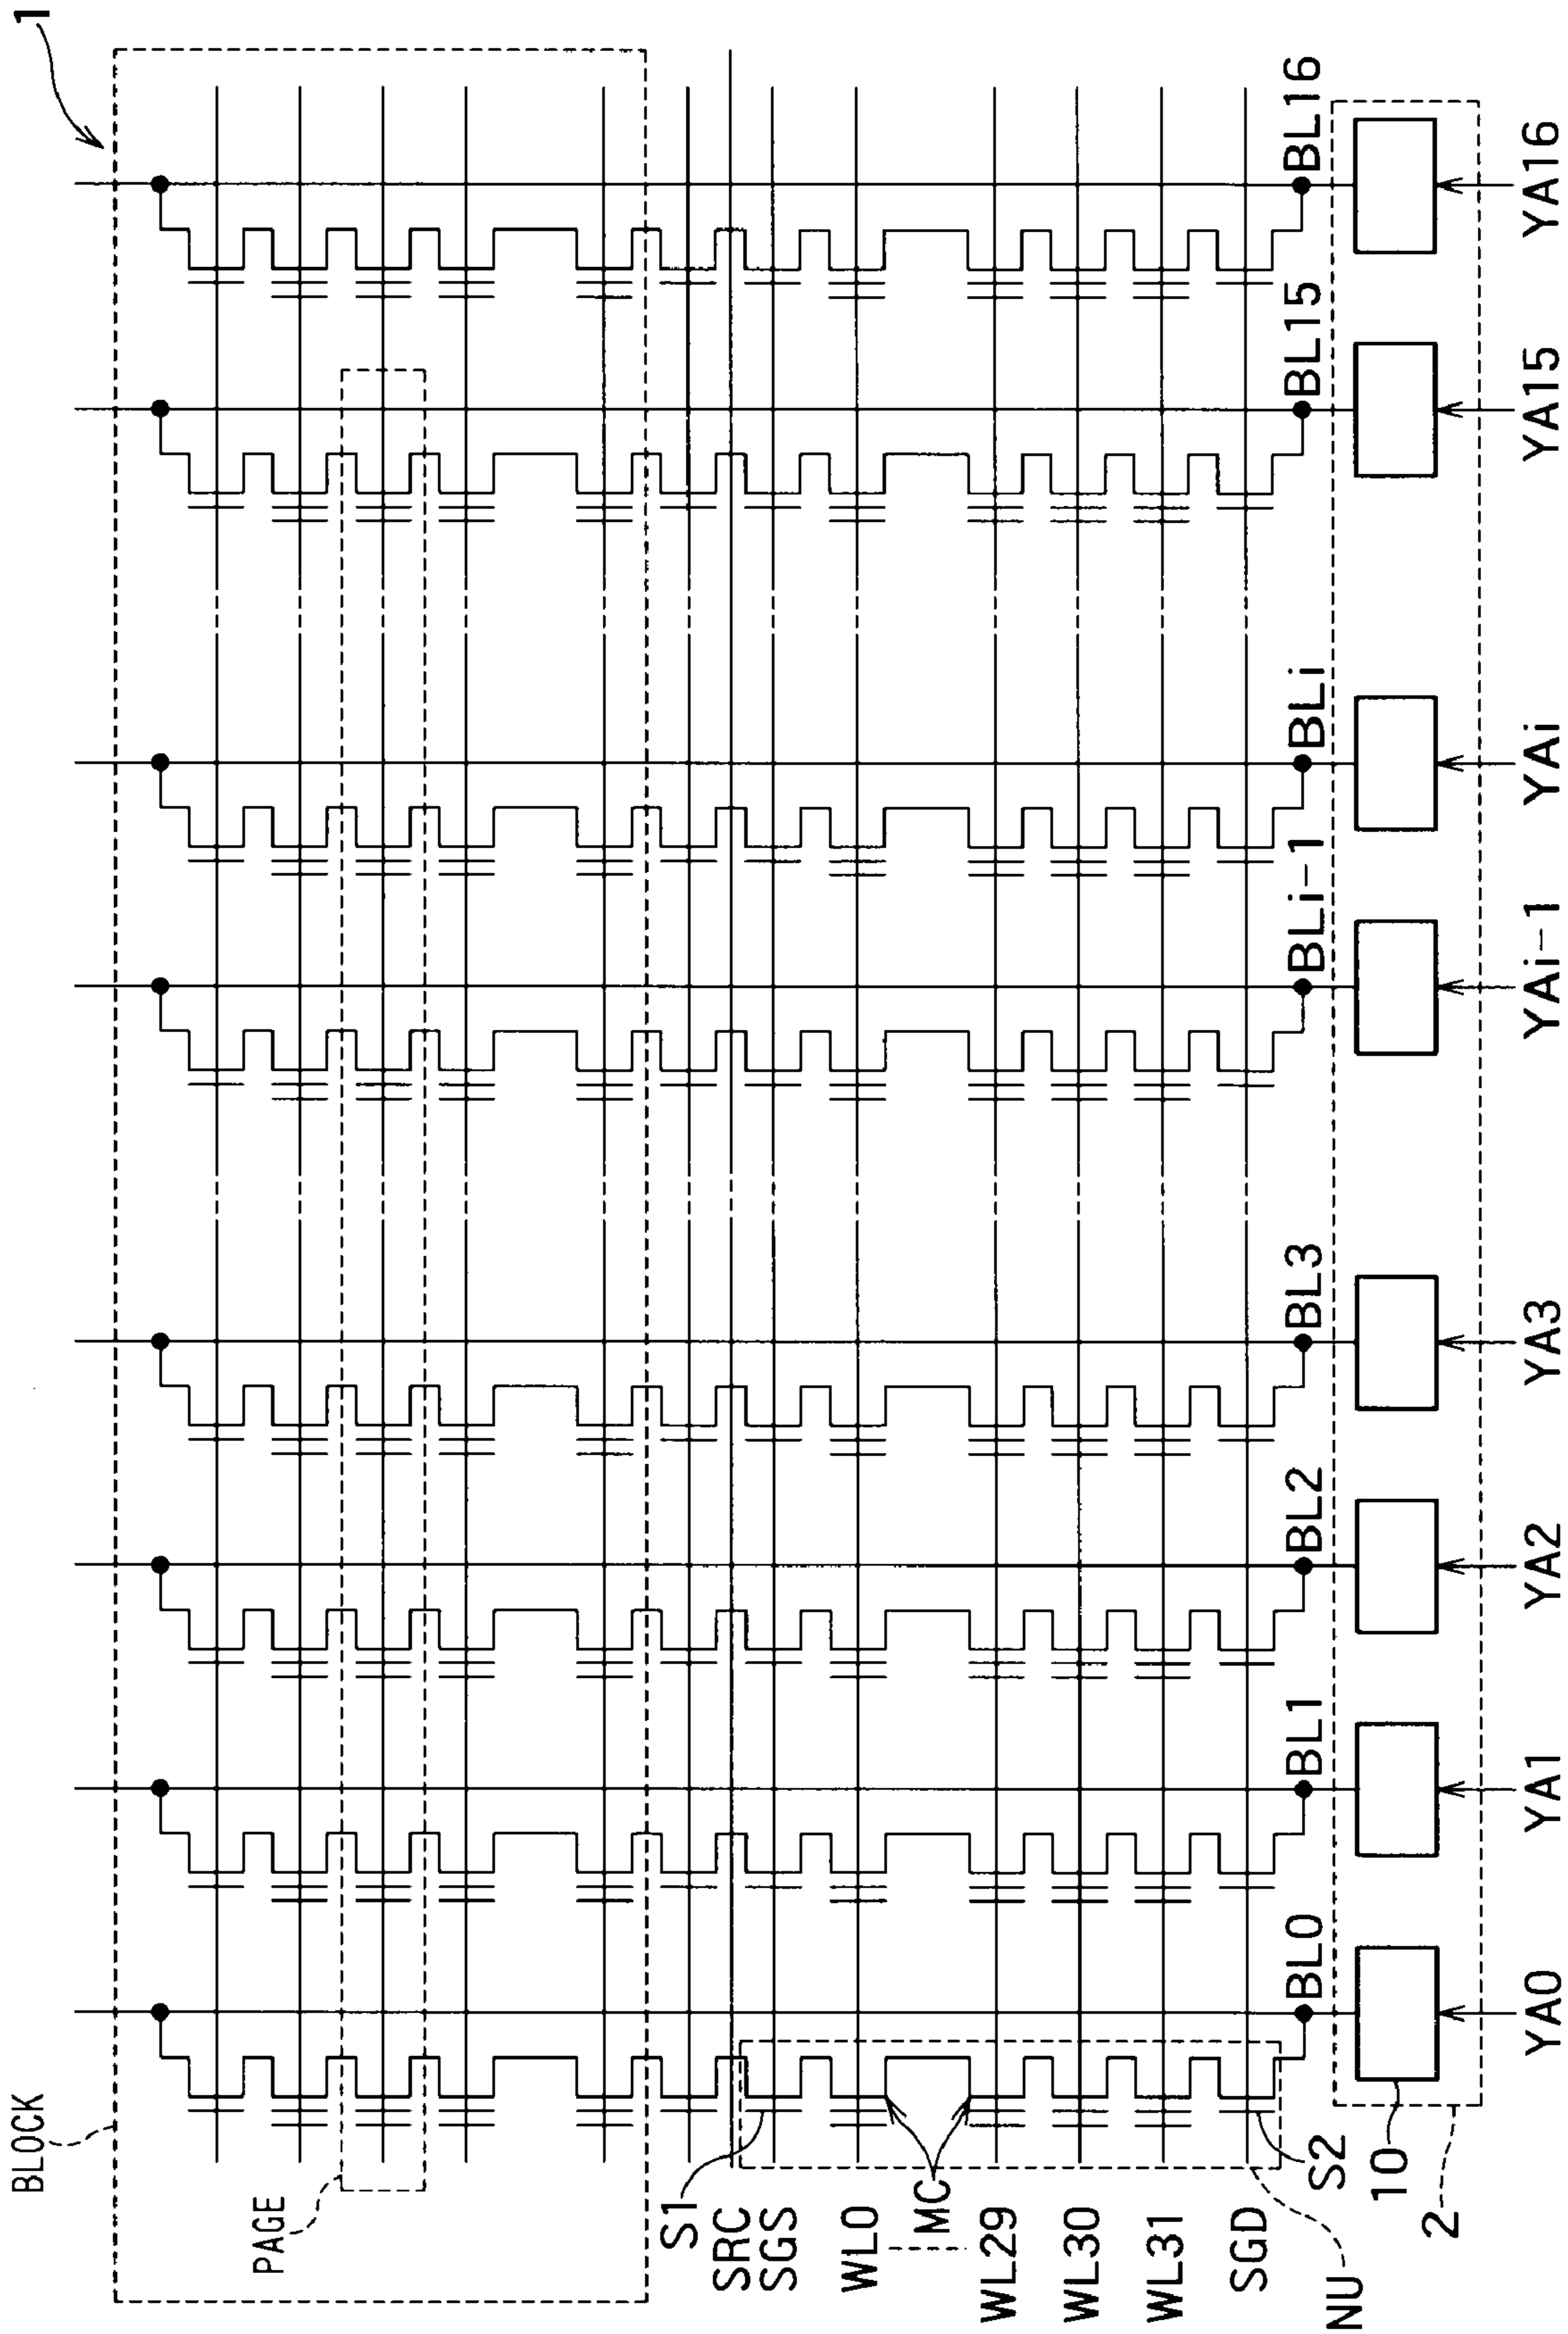 1
BLOCK
PAGE
S1
SRC
SGS
WL0
MC
WL29
WL30
WL31
SGD
NU
S2
10
2
BL0
BL1
BL2
BL3
BLi-1
BLi
BL15
BL16
YA0
YA1
YA2
YA3
YAi-1
YAi
YA15
YA16